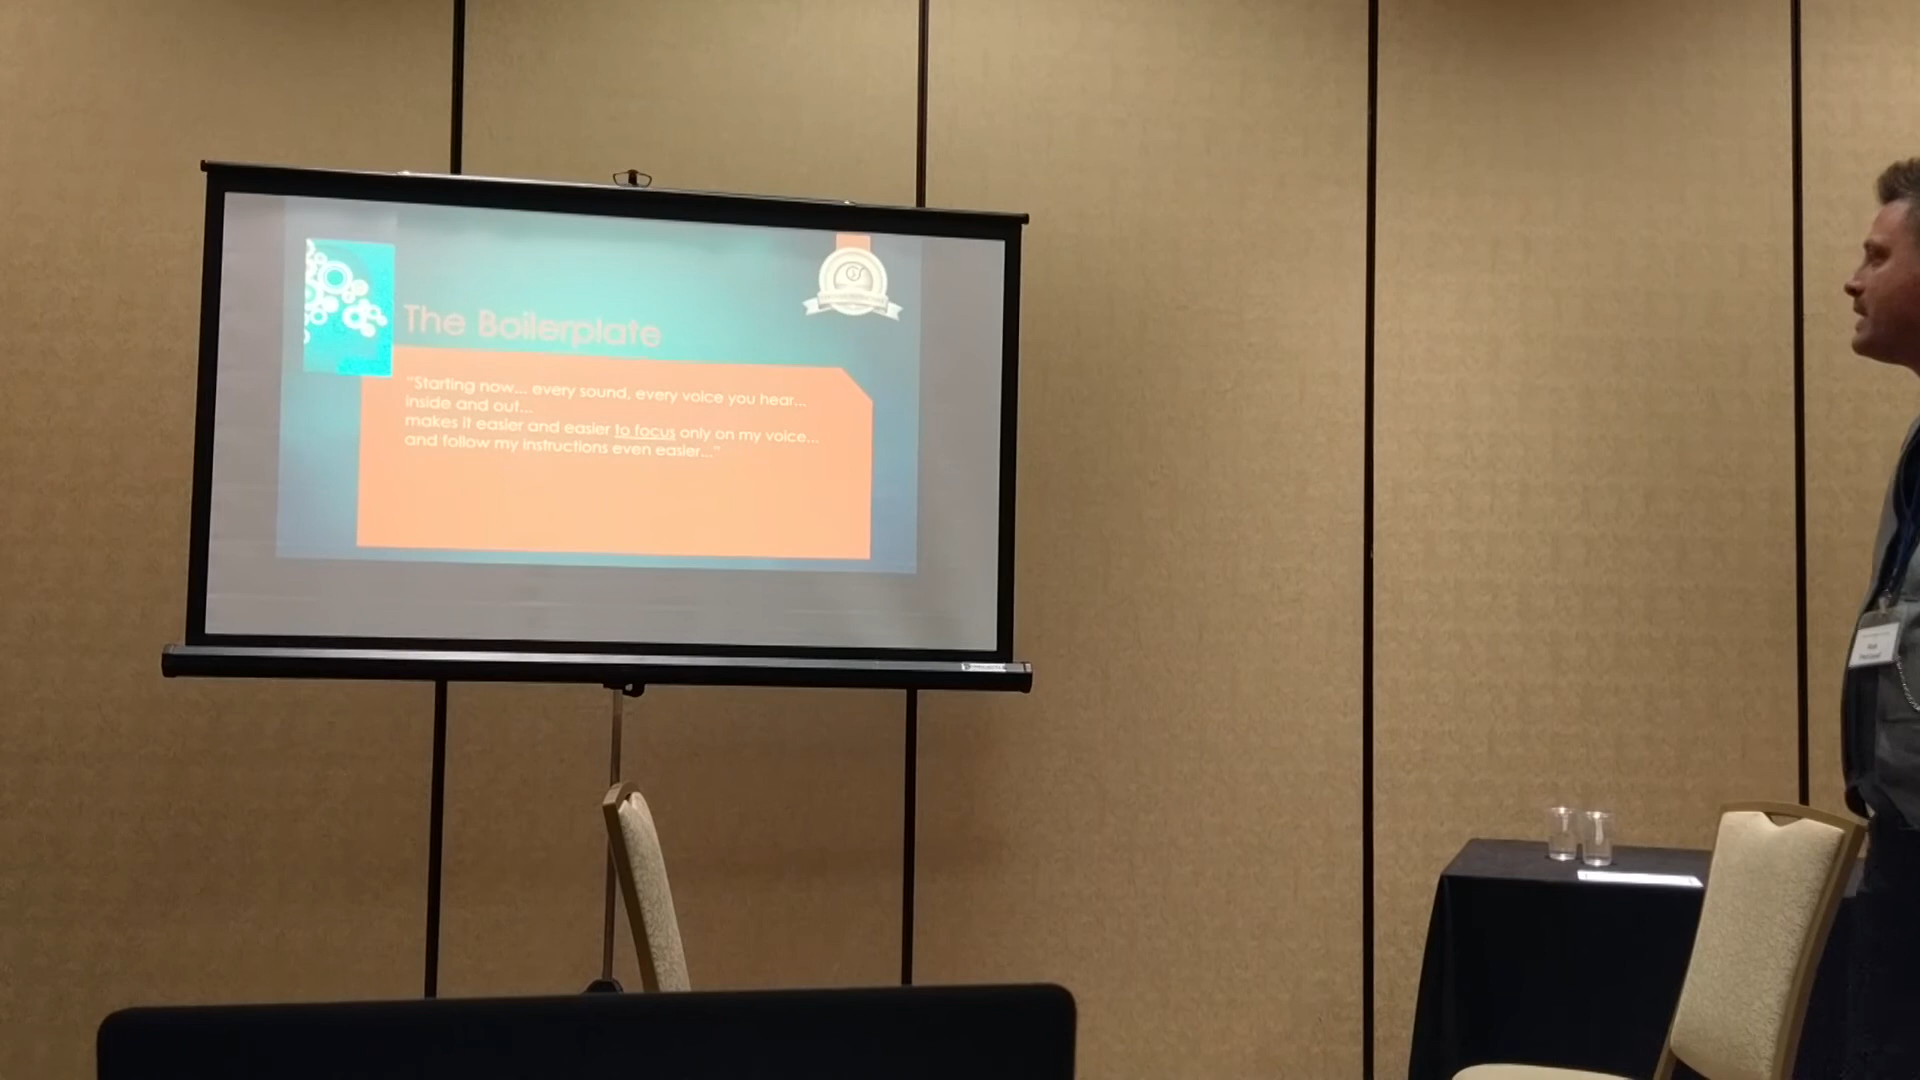 The Boilerplate
"Starting now... every sound, every voice you hear...
inside and out...
makes it easier and easier to focus only on my voice...
and follow my instructions even easier..."